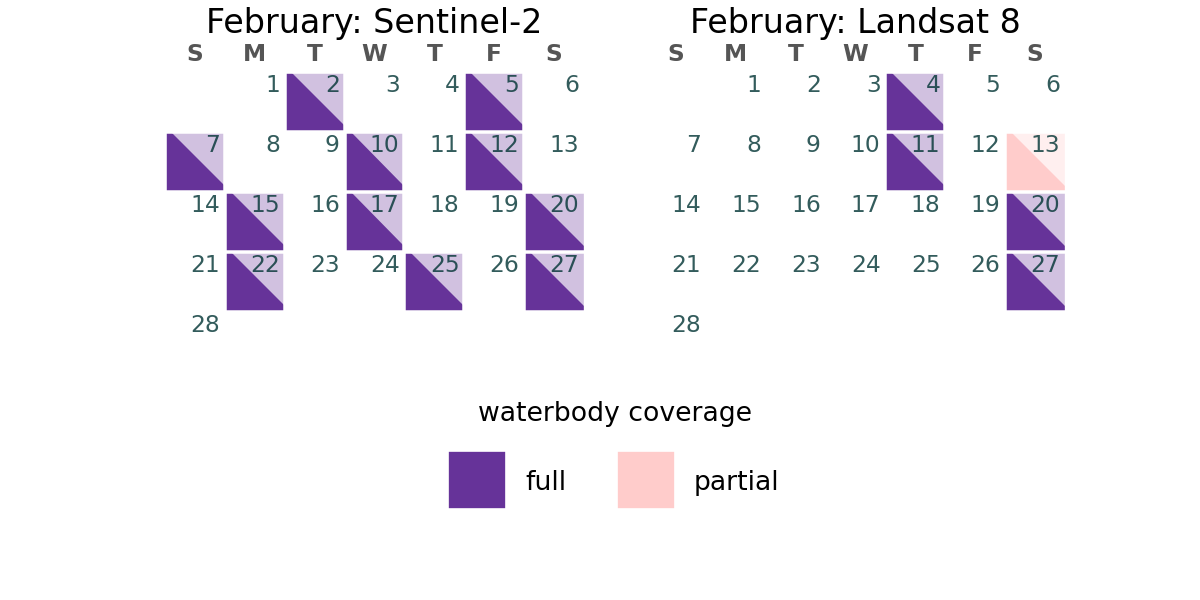 February: Sentinel-2
S M T W T F S
1 2 3 4 5 6
7 8 9 10 11 12 13
14 15 16 17 18 19 20
21 22 23 24 25 26 27
28
February: Landsat 8
S M T W T F S
1 2 3 4 5 6
7 8 9 10 11 12 13
14 15 16 17 18 19 20
21 22 23 24 25 26 27
28
waterbody coverage
full partial